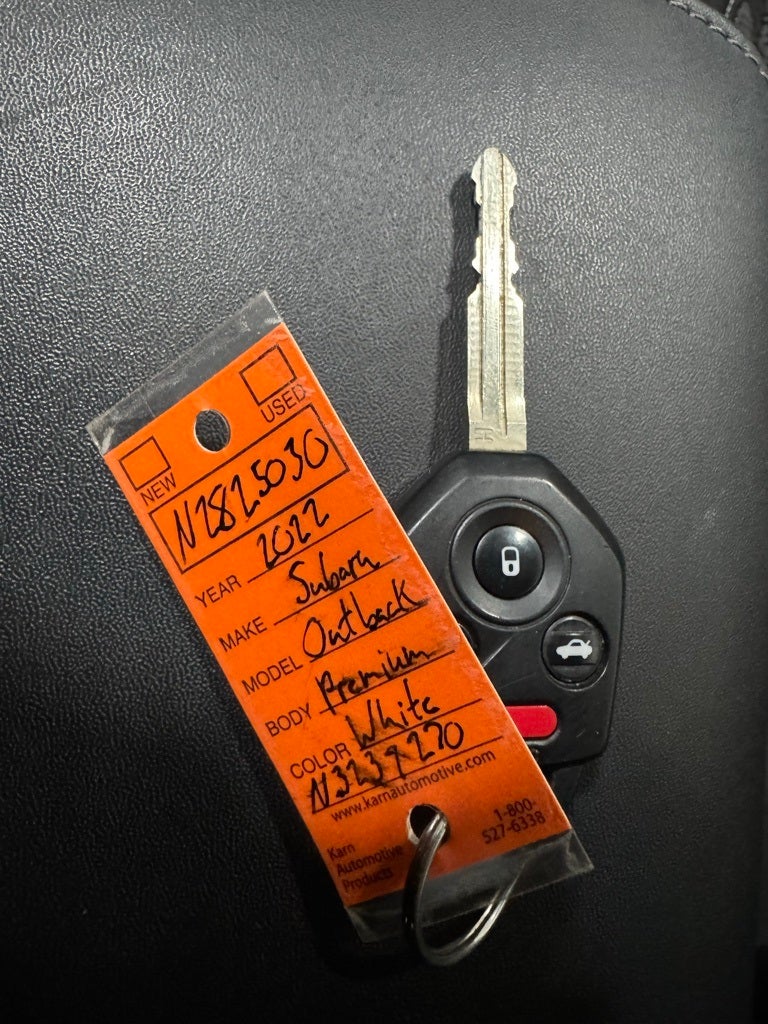 NEW USED
N2825030
YEAR 2022
MAKE Subaru
MODEL Outback
BODY Premium
COLOR White
N3239270
www.karnautomotive.com
Karn
Automotive
Products
1-800-
527-6338
H